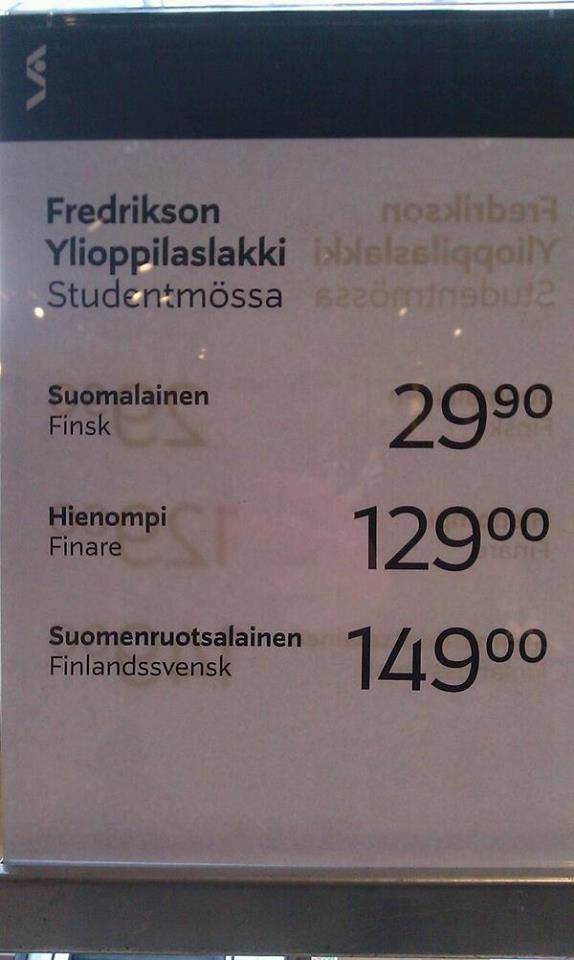 Fredrikson
Ylioppilaslakki
Studentmössa
Suomalainen
Finsk
29⁹⁰
Hienompi
Finare
129⁰⁰
Suomenruotsalainen
Finlandssvensk
149⁰⁰